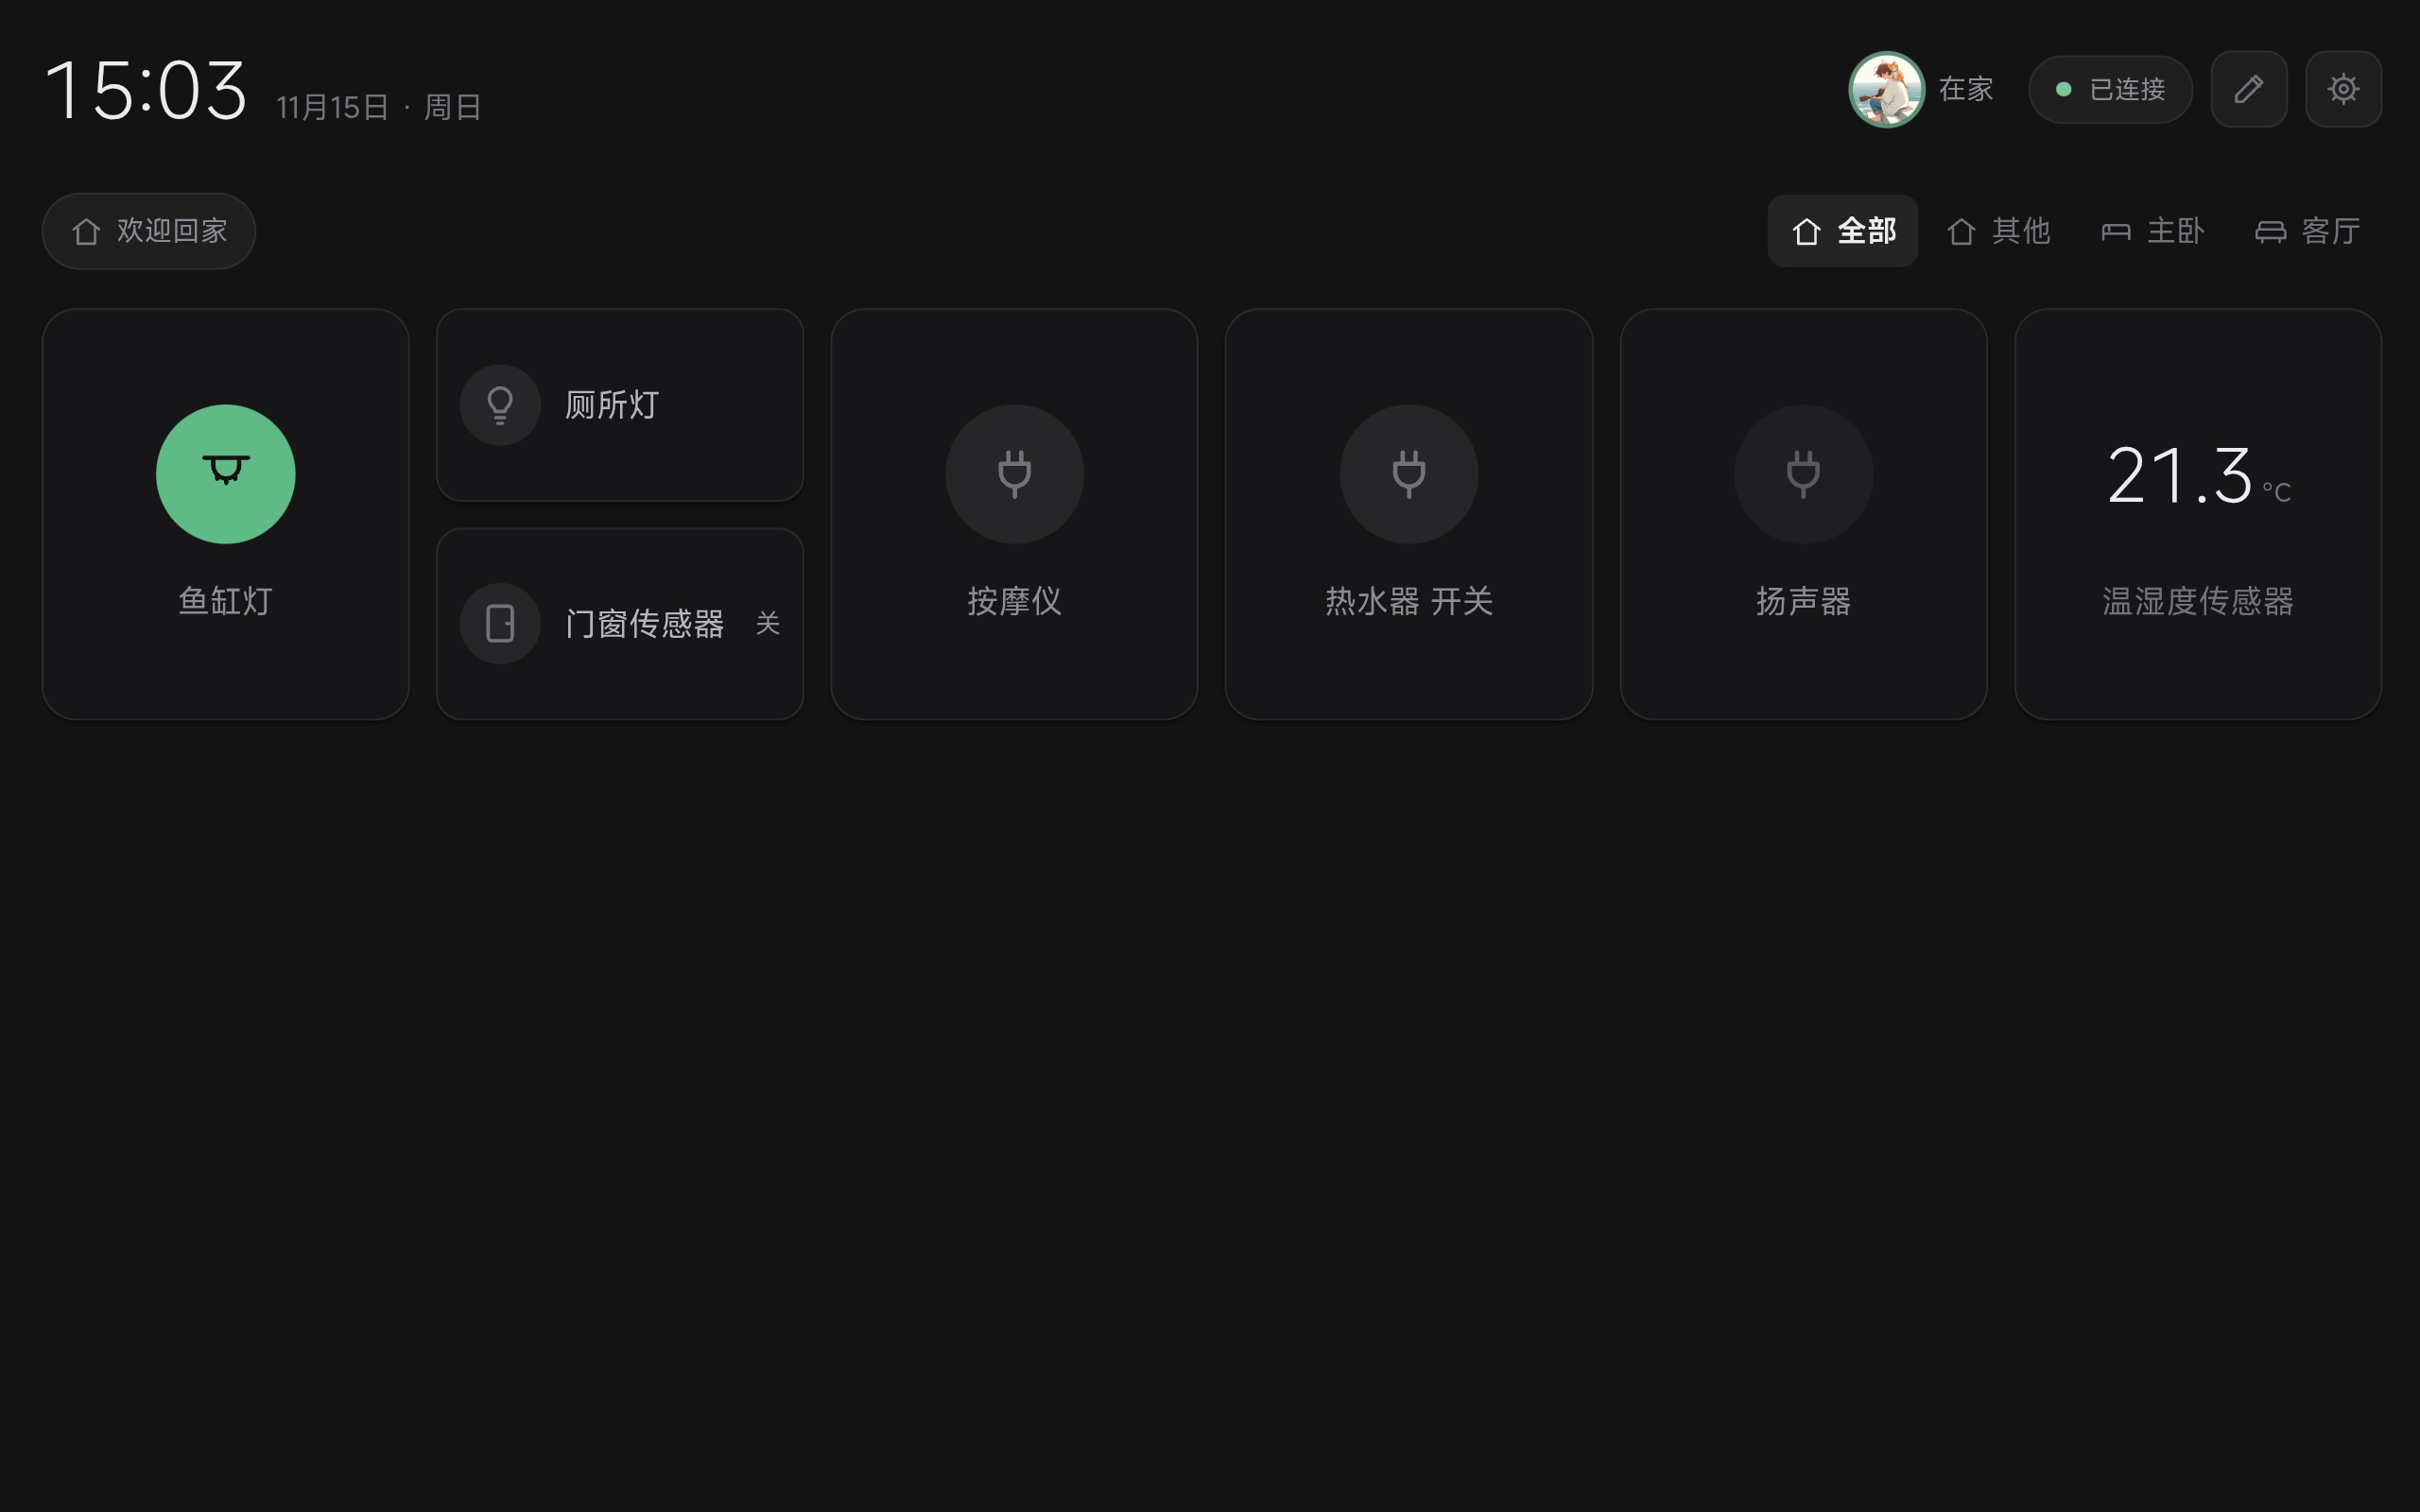 15:03 11月15日 · 周日
在家
已连接
欢迎回家
全部
其他
主卧
客厅
鱼缸灯
厕所灯
门窗传感器 关
按摩仪
热水器 开关
扬声器
21.3 °C
温湿度传感器